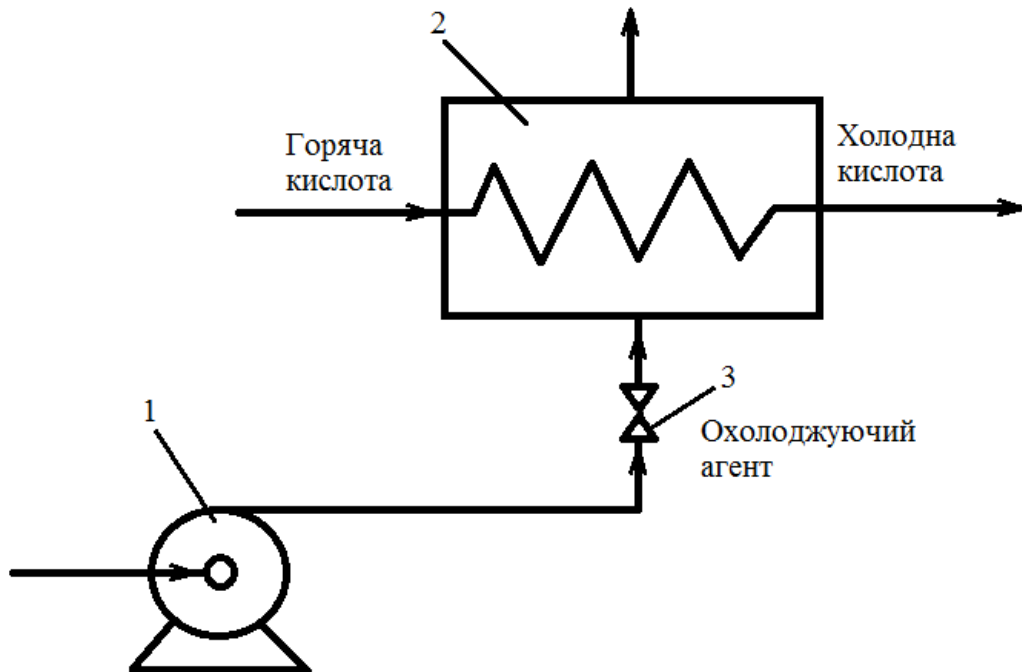 2
Горяча
кислота
Холодна
кислота
3
1
Охолоджуючий
агент